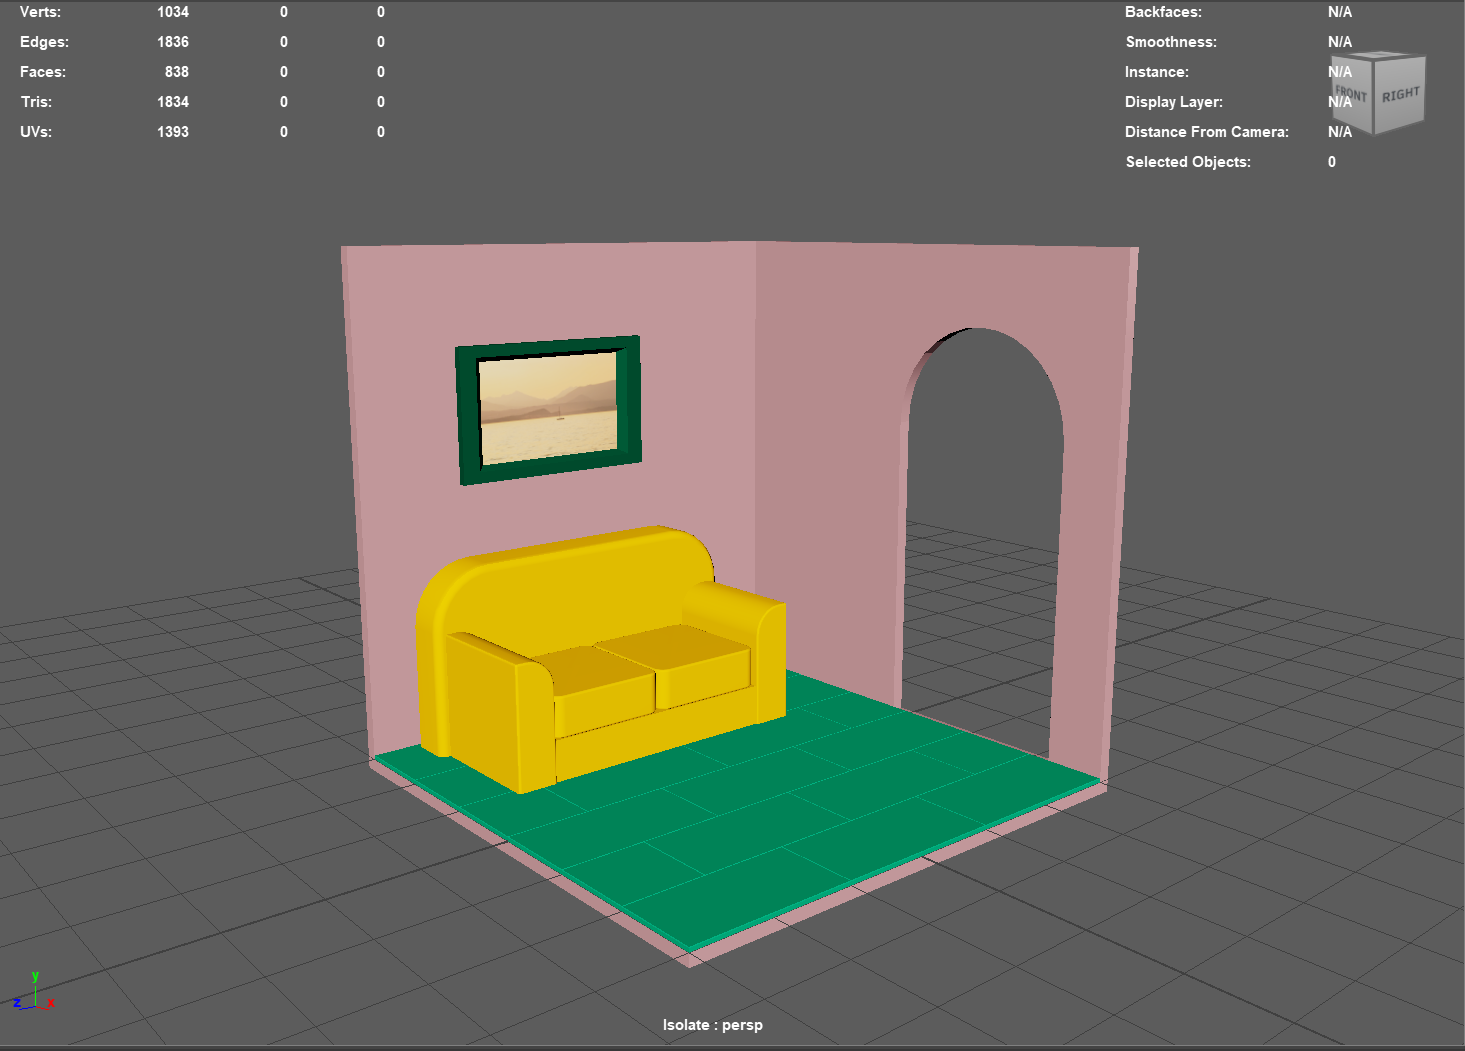 Verts: 1034 0 0
Edges: 1836 0 0
Faces: 838 0 0
Tris: 1834 0 0
UVs: 1393 0 0
Backfaces: N/A
Smoothness: N/A
Instance: N/A
Display Layer: N/A
Distance From Camera: N/A
Selected Objects: 0
FRONT RIGHT
y
z x
Isolate : persp